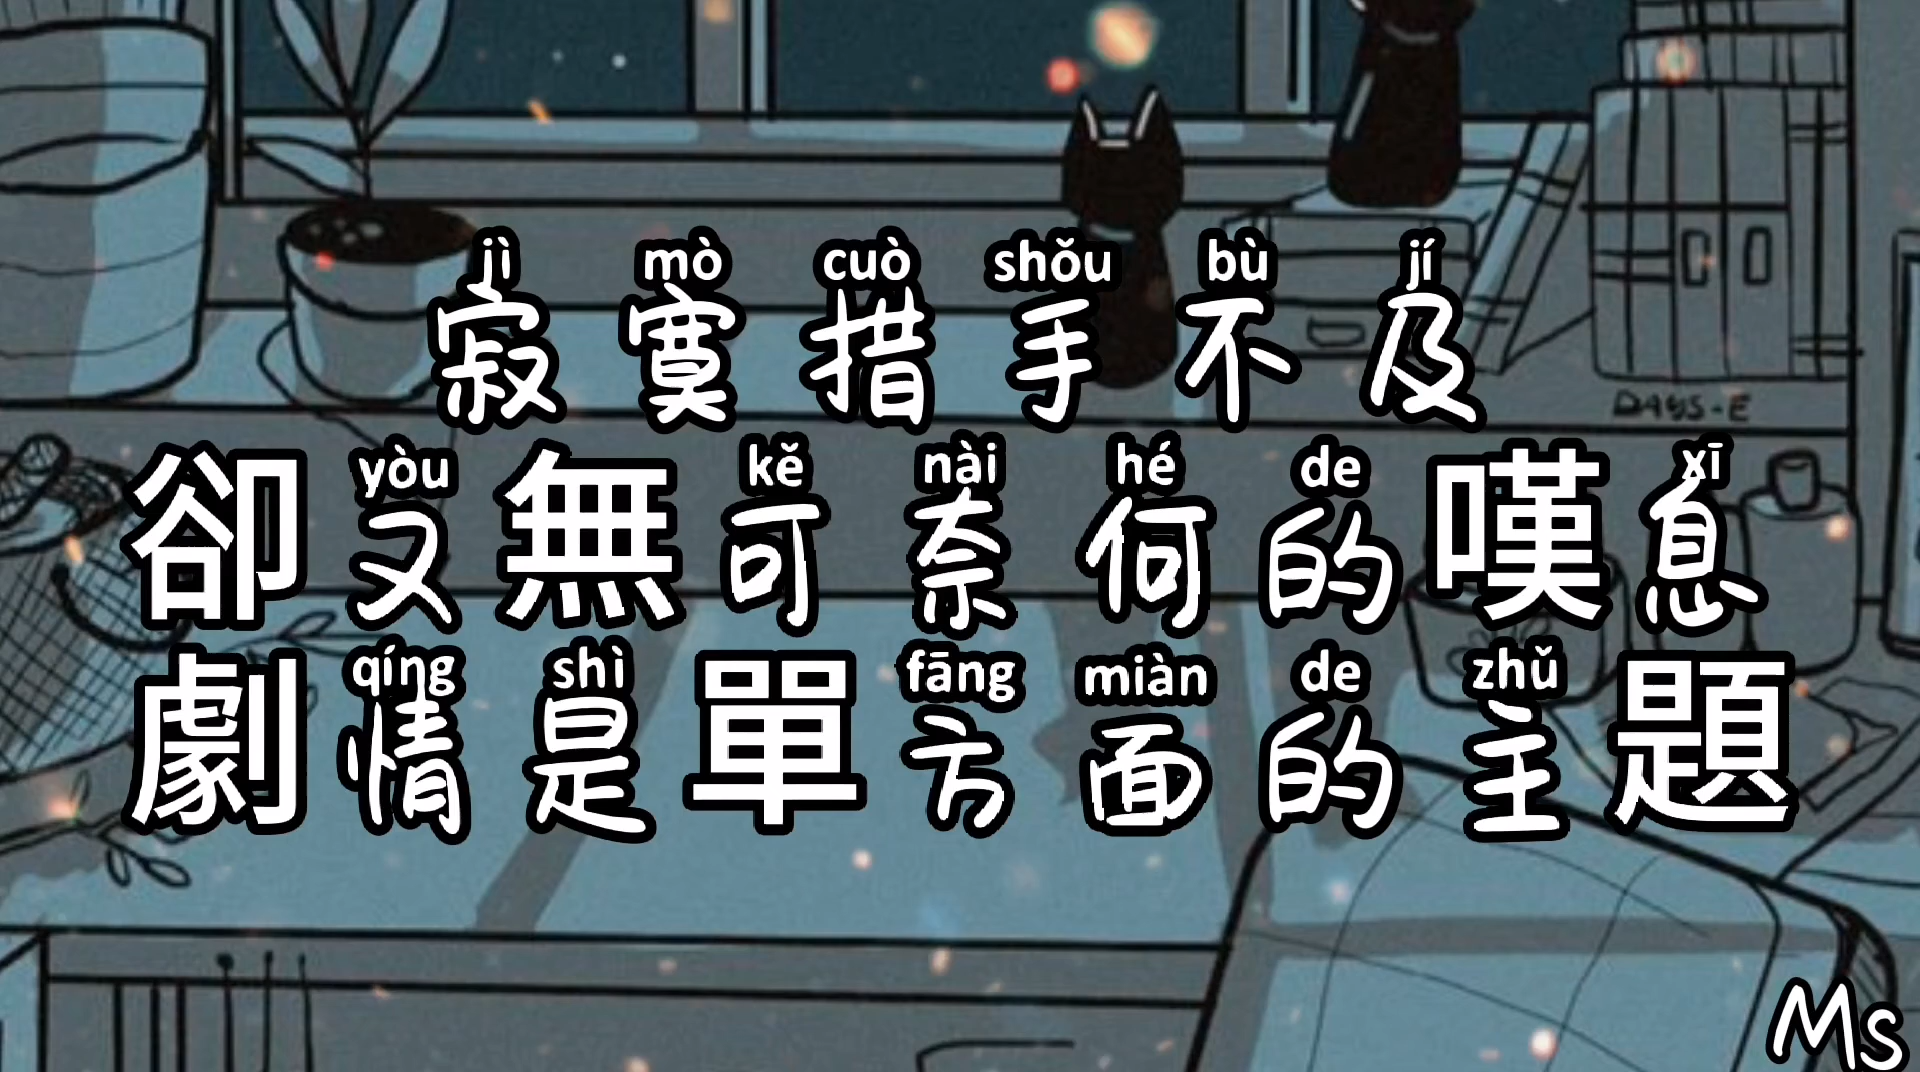 DAYS-E
jì mò cuò shǒu bù jí
寂寞措手不及
yòu kě nài hé de xī
卻又無可奈何的嘆息
qíng shì fāng miàn de zhǔ
劇情是單方面的主題
Ms